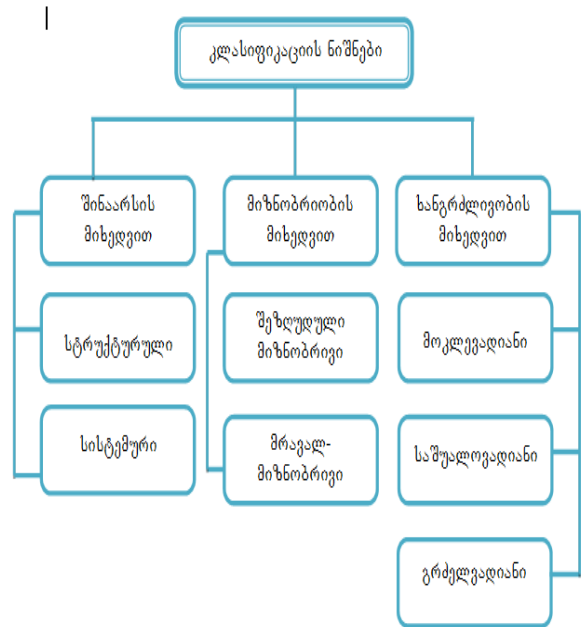 კლასიფიკაციის ნიშნები
შინაარსის
მიხედვით
მიზნობრიობის
მიხედვით
ხანგრძლივობის
მიხედვით
სტრუქტურული
შეზღუდული
მიზნობრივი
მოკლევადიანი
სისტემური
მრავალ-
მიზნობრივი
საშუალოვადიანი
გრძელვადიანი